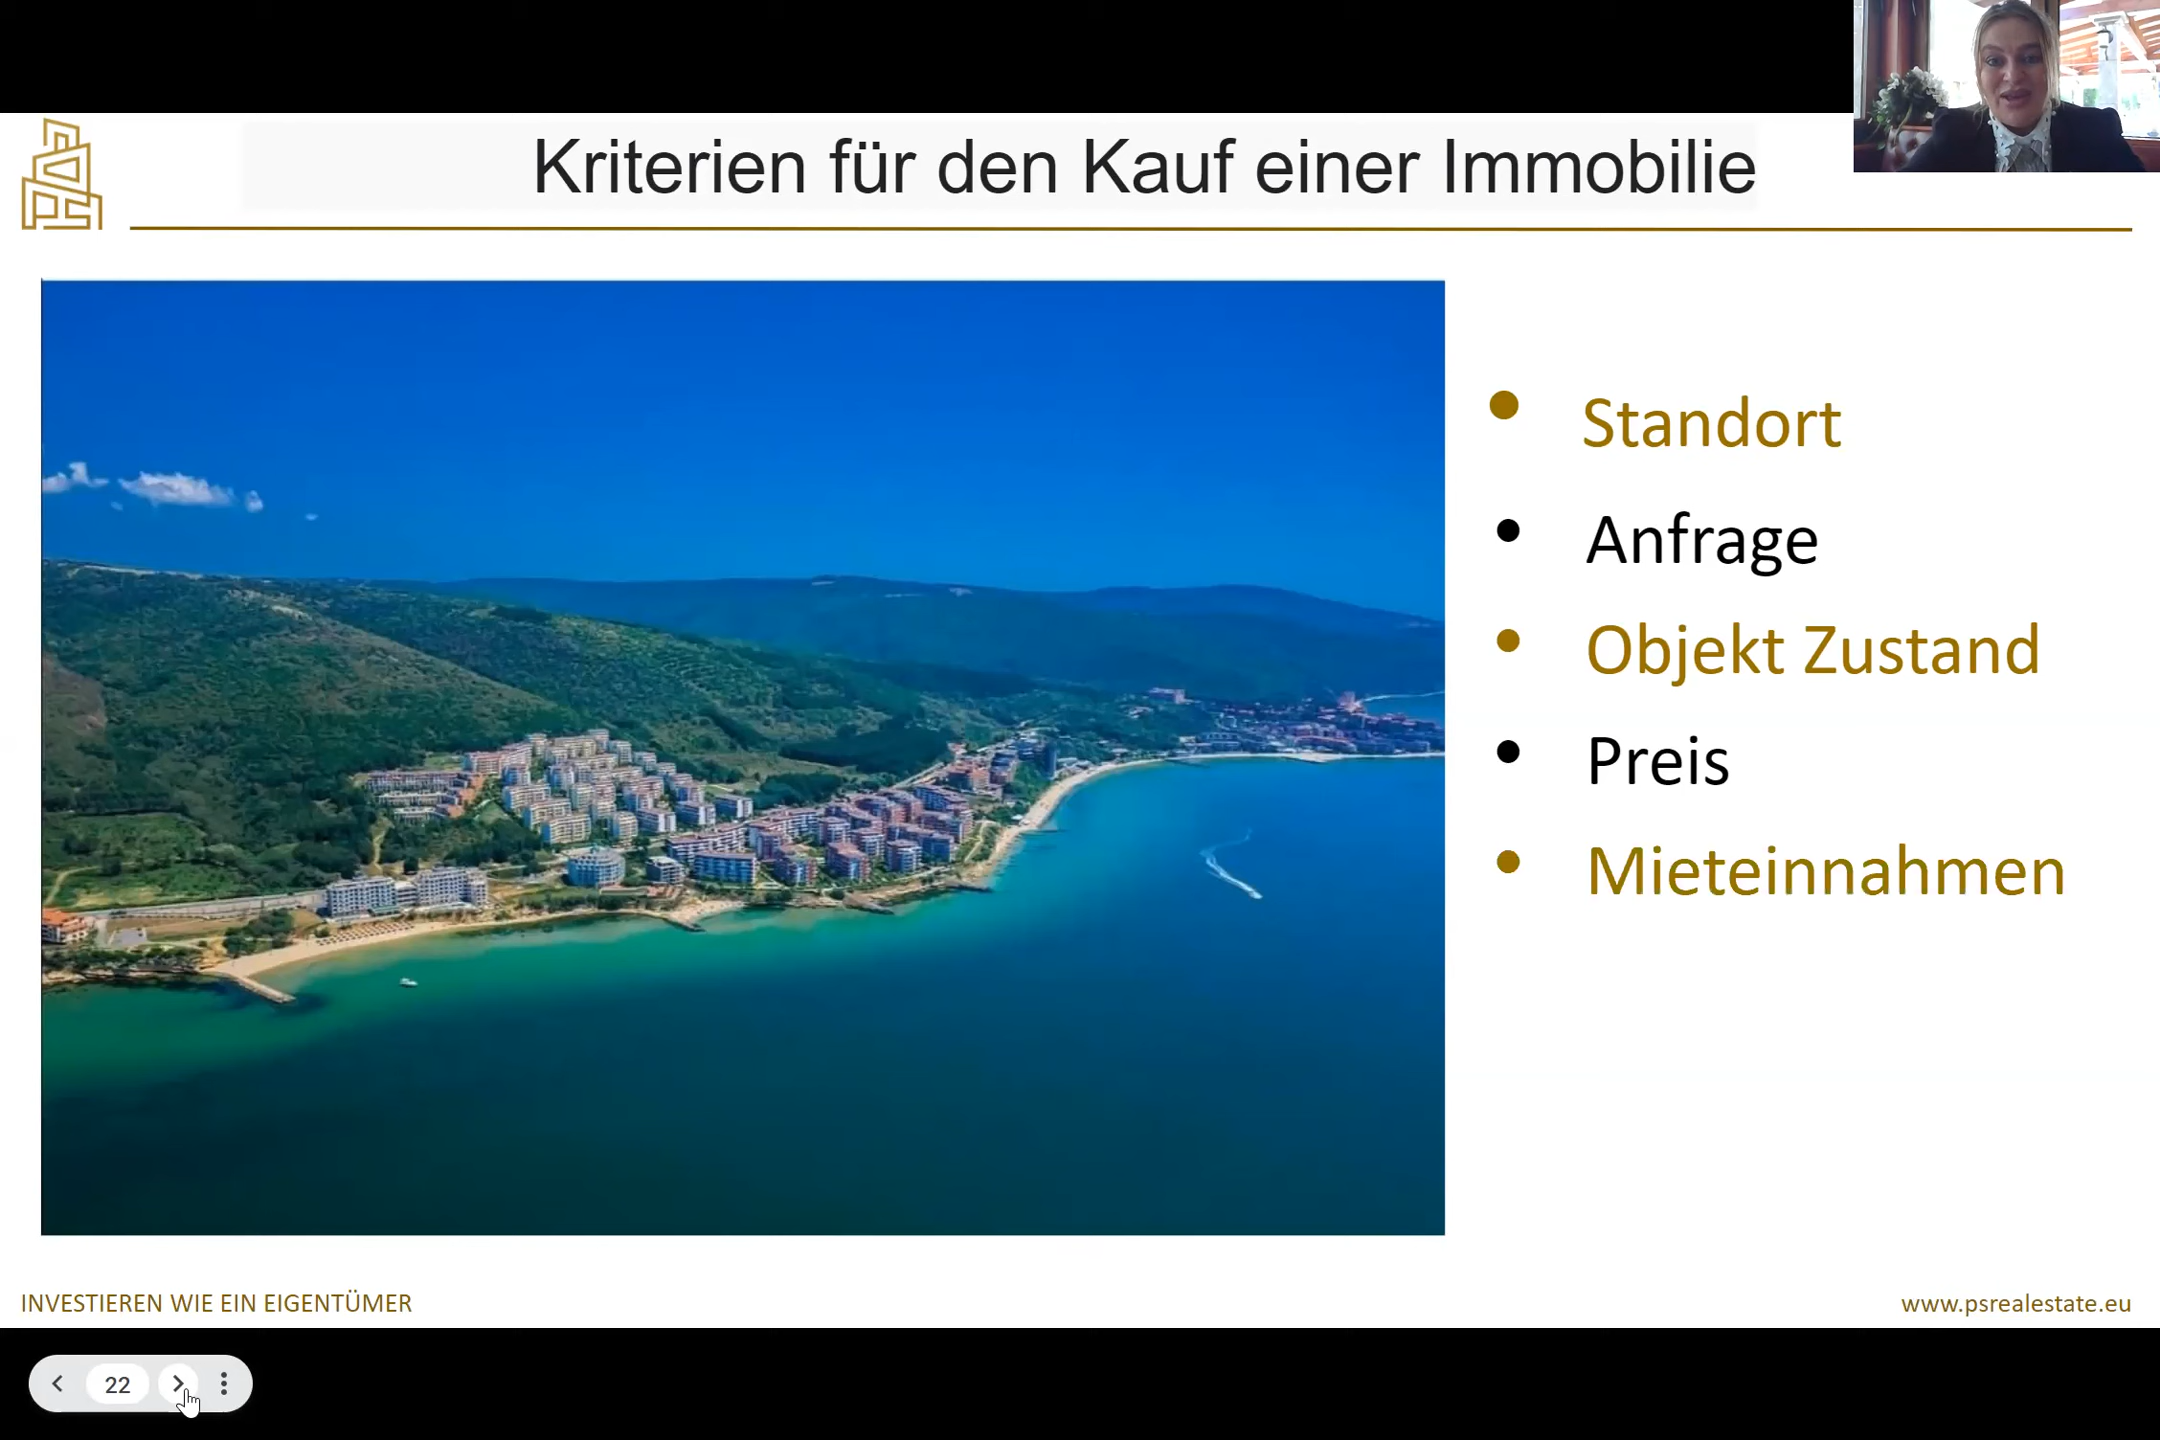 Kriterien für den Kauf einer Immobilie
Standort
Anfrage
Objekt Zustand
Preis
Mieteinnahmen
INVESTIEREN WIE EIN EIGENTÜMER
www.psrealestate.eu
22